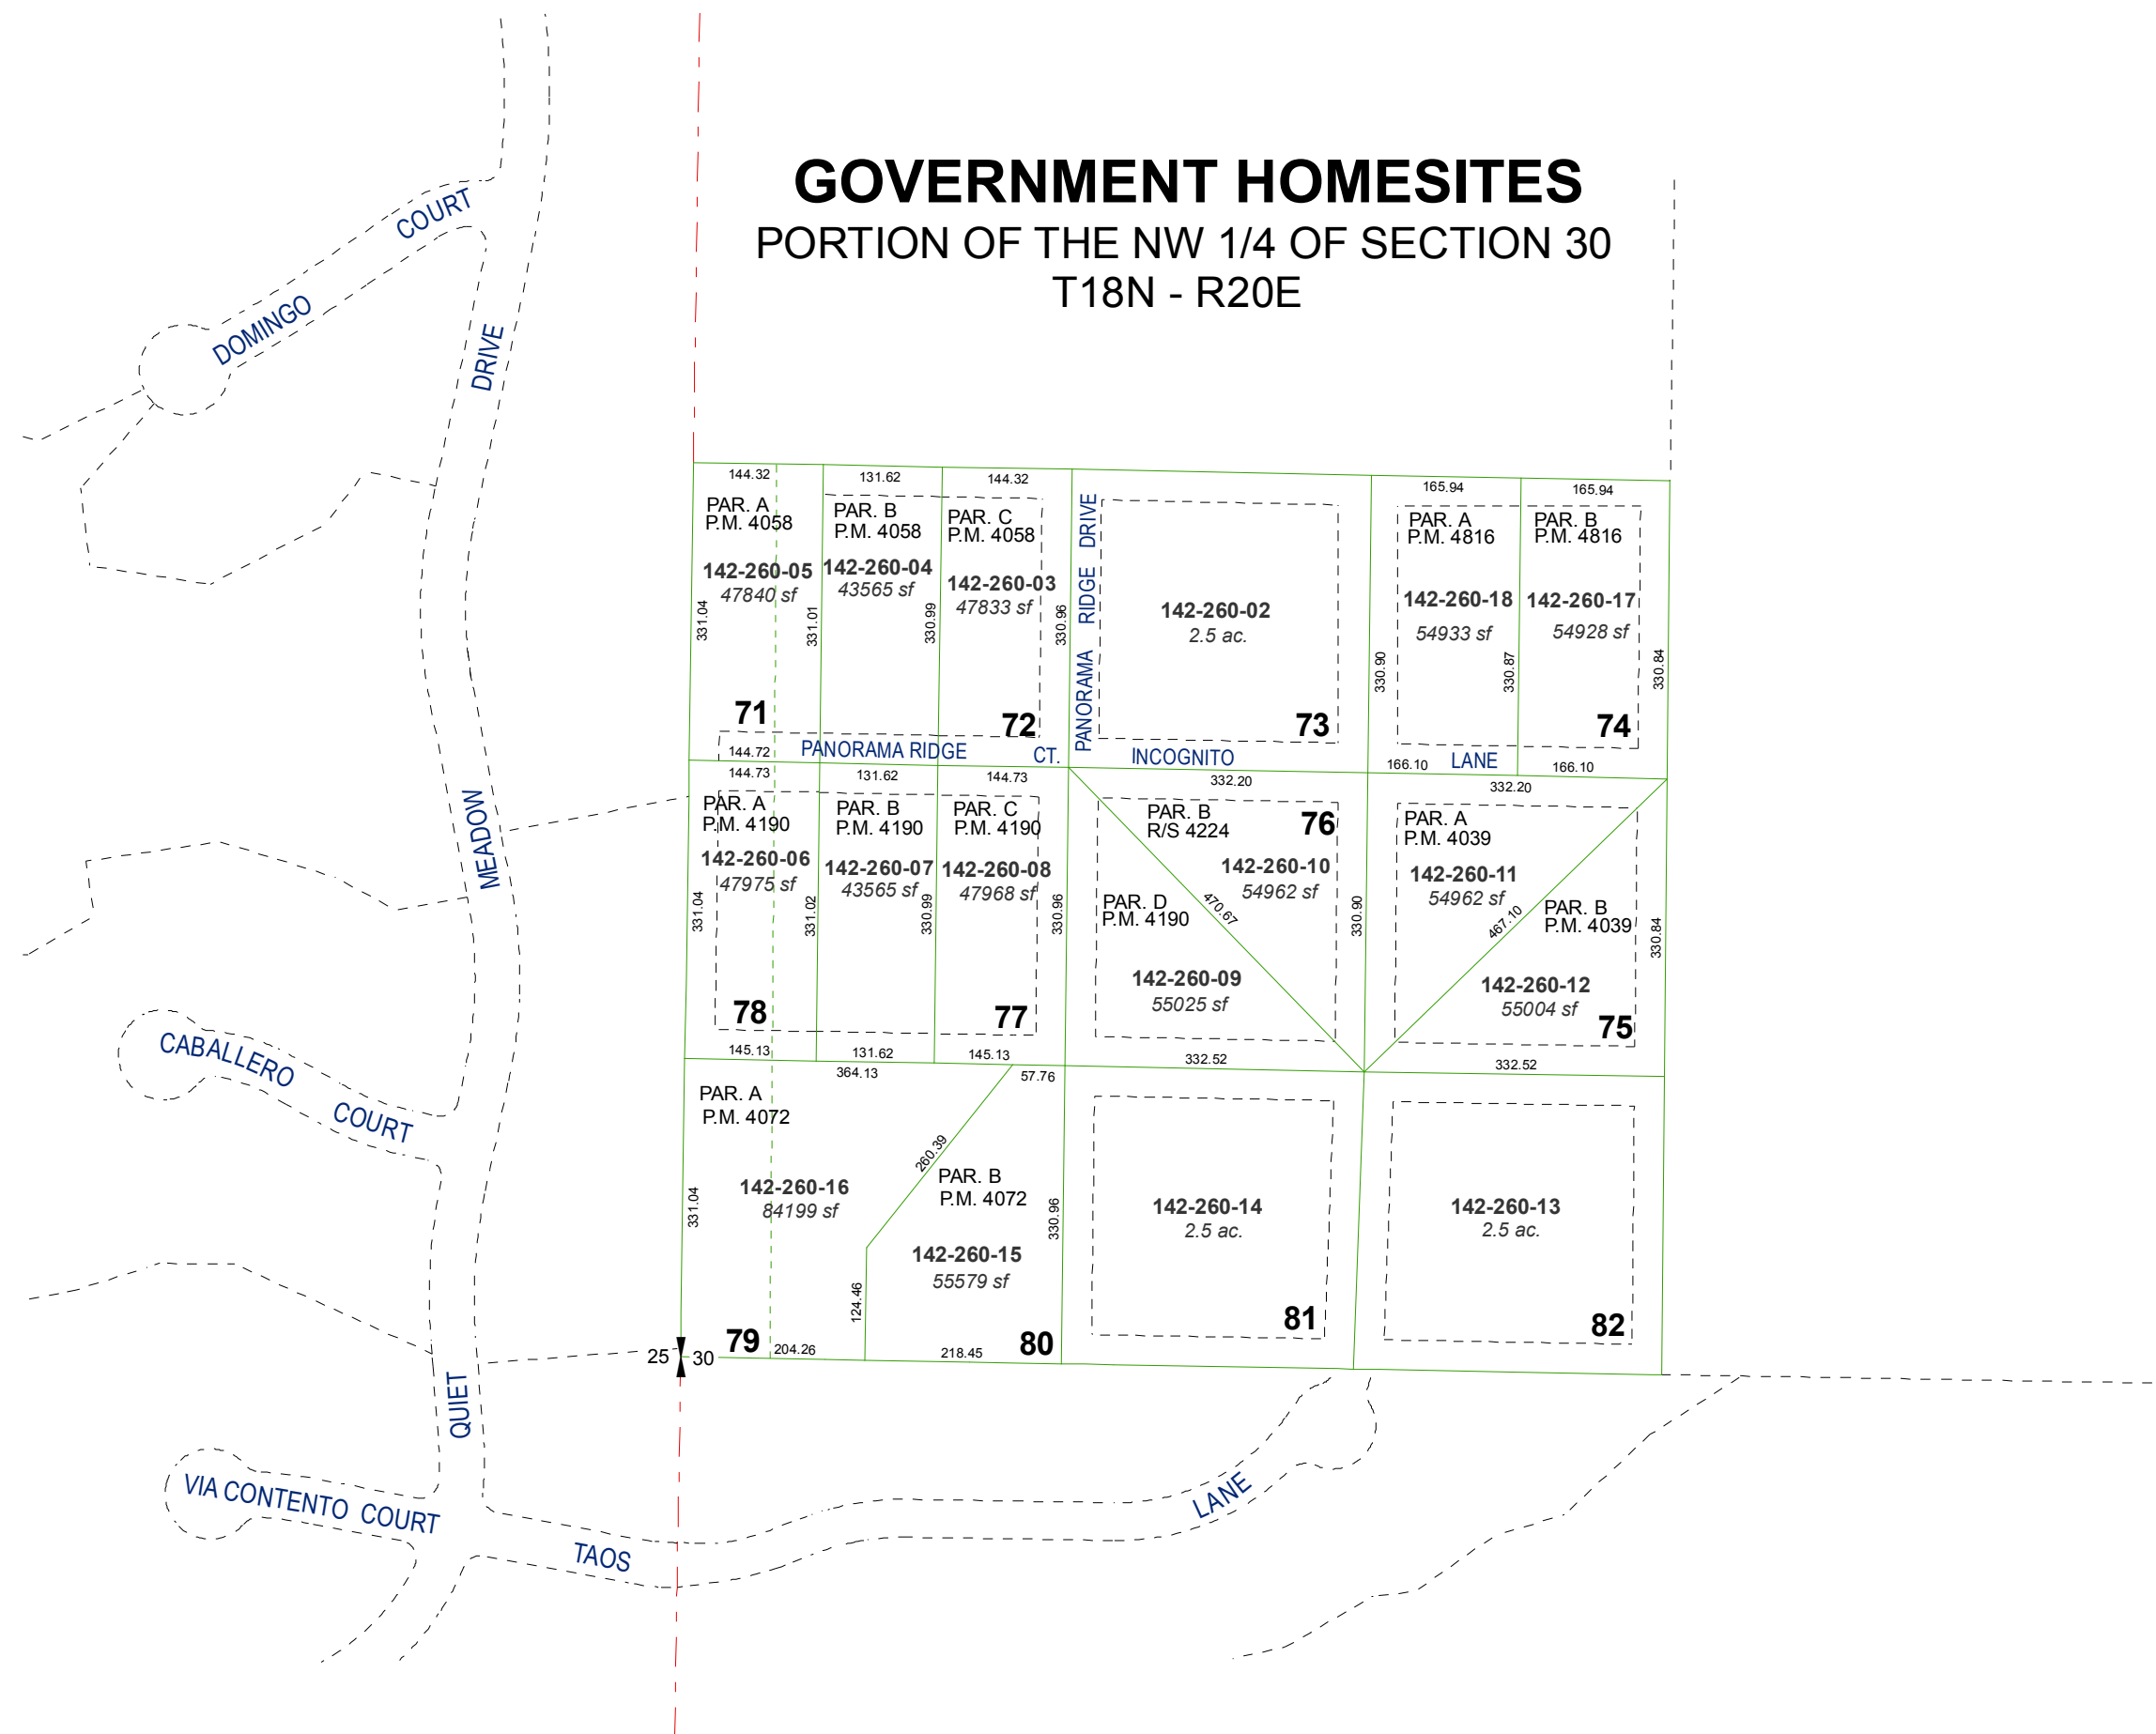 GOVERNMENT HOMESITES
PORTION OF THE NW 1/4 OF SECTION 30
T18N - R20E
DOMINGO COURT
QUIET MEADOW DRIVE
CABALLERO COURT
VIA CONTENTO COURT
TAOS LANE
PANORAMA RIDGE DRIVE
PANORAMA RIDGE CT.
INCOGNITO LANE
144.32
131.62
144.32
165.94
165.94
PAR. A
P.M. 4058
142-260-05
47840 sf
331.04
71
144.72
PAR. B
P.M. 4058
142-260-04
43565 sf
331.01
PAR. C
P.M. 4058
142-260-03
47833 sf
330.99
330.96
72
142-260-02
2.5 ac.
73
330.90
PAR. A
P.M. 4816
142-260-18
54933 sf
330.87
166.10
PAR. B
P.M. 4816
142-260-17
54928 sf
330.84
74
166.10
144.73
131.62
144.73
332.20
332.20
PAR. A
P.M. 4190
142-260-06
47975 sf
331.04
78
PAR. B
P.M. 4190
142-260-07
43565 sf
331.02
PAR. C
P.M. 4190
142-260-08
47968 sf
330.99
330.96
77
PAR. B
R/S 4224
76
142-260-10
54962 sf
470.67
330.90
PAR. D
P.M. 4190
142-260-09
55025 sf
PAR. A
P.M. 4039
142-260-11
54962 sf
467.10
PAR. B
P.M. 4039
142-260-12
55004 sf
330.84
75
145.13
131.62
145.13
332.52
332.52
364.13
57.76
PAR. A
P.M. 4072
142-260-16
84199 sf
331.04
260.39
124.46
79
204.26
PAR. B
P.M. 4072
142-260-15
55579 sf
330.96
80
218.45
142-260-14
2.5 ac.
81
142-260-13
2.5 ac.
82
25
30